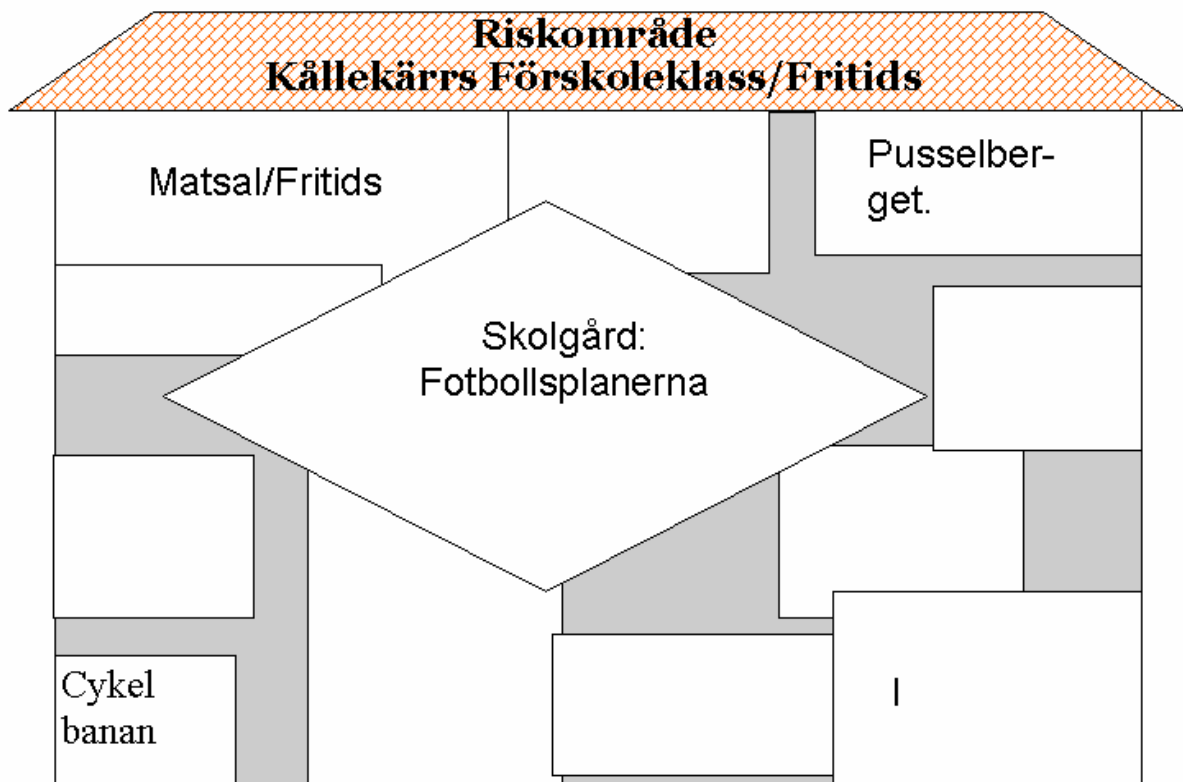 Riskområde
Kållekärrs Förskoleklass/Fritids
Matsal/Fritids
Pusselber-
get.
Skolgård:
Fotbollsplanerna
Cykel
banan
I